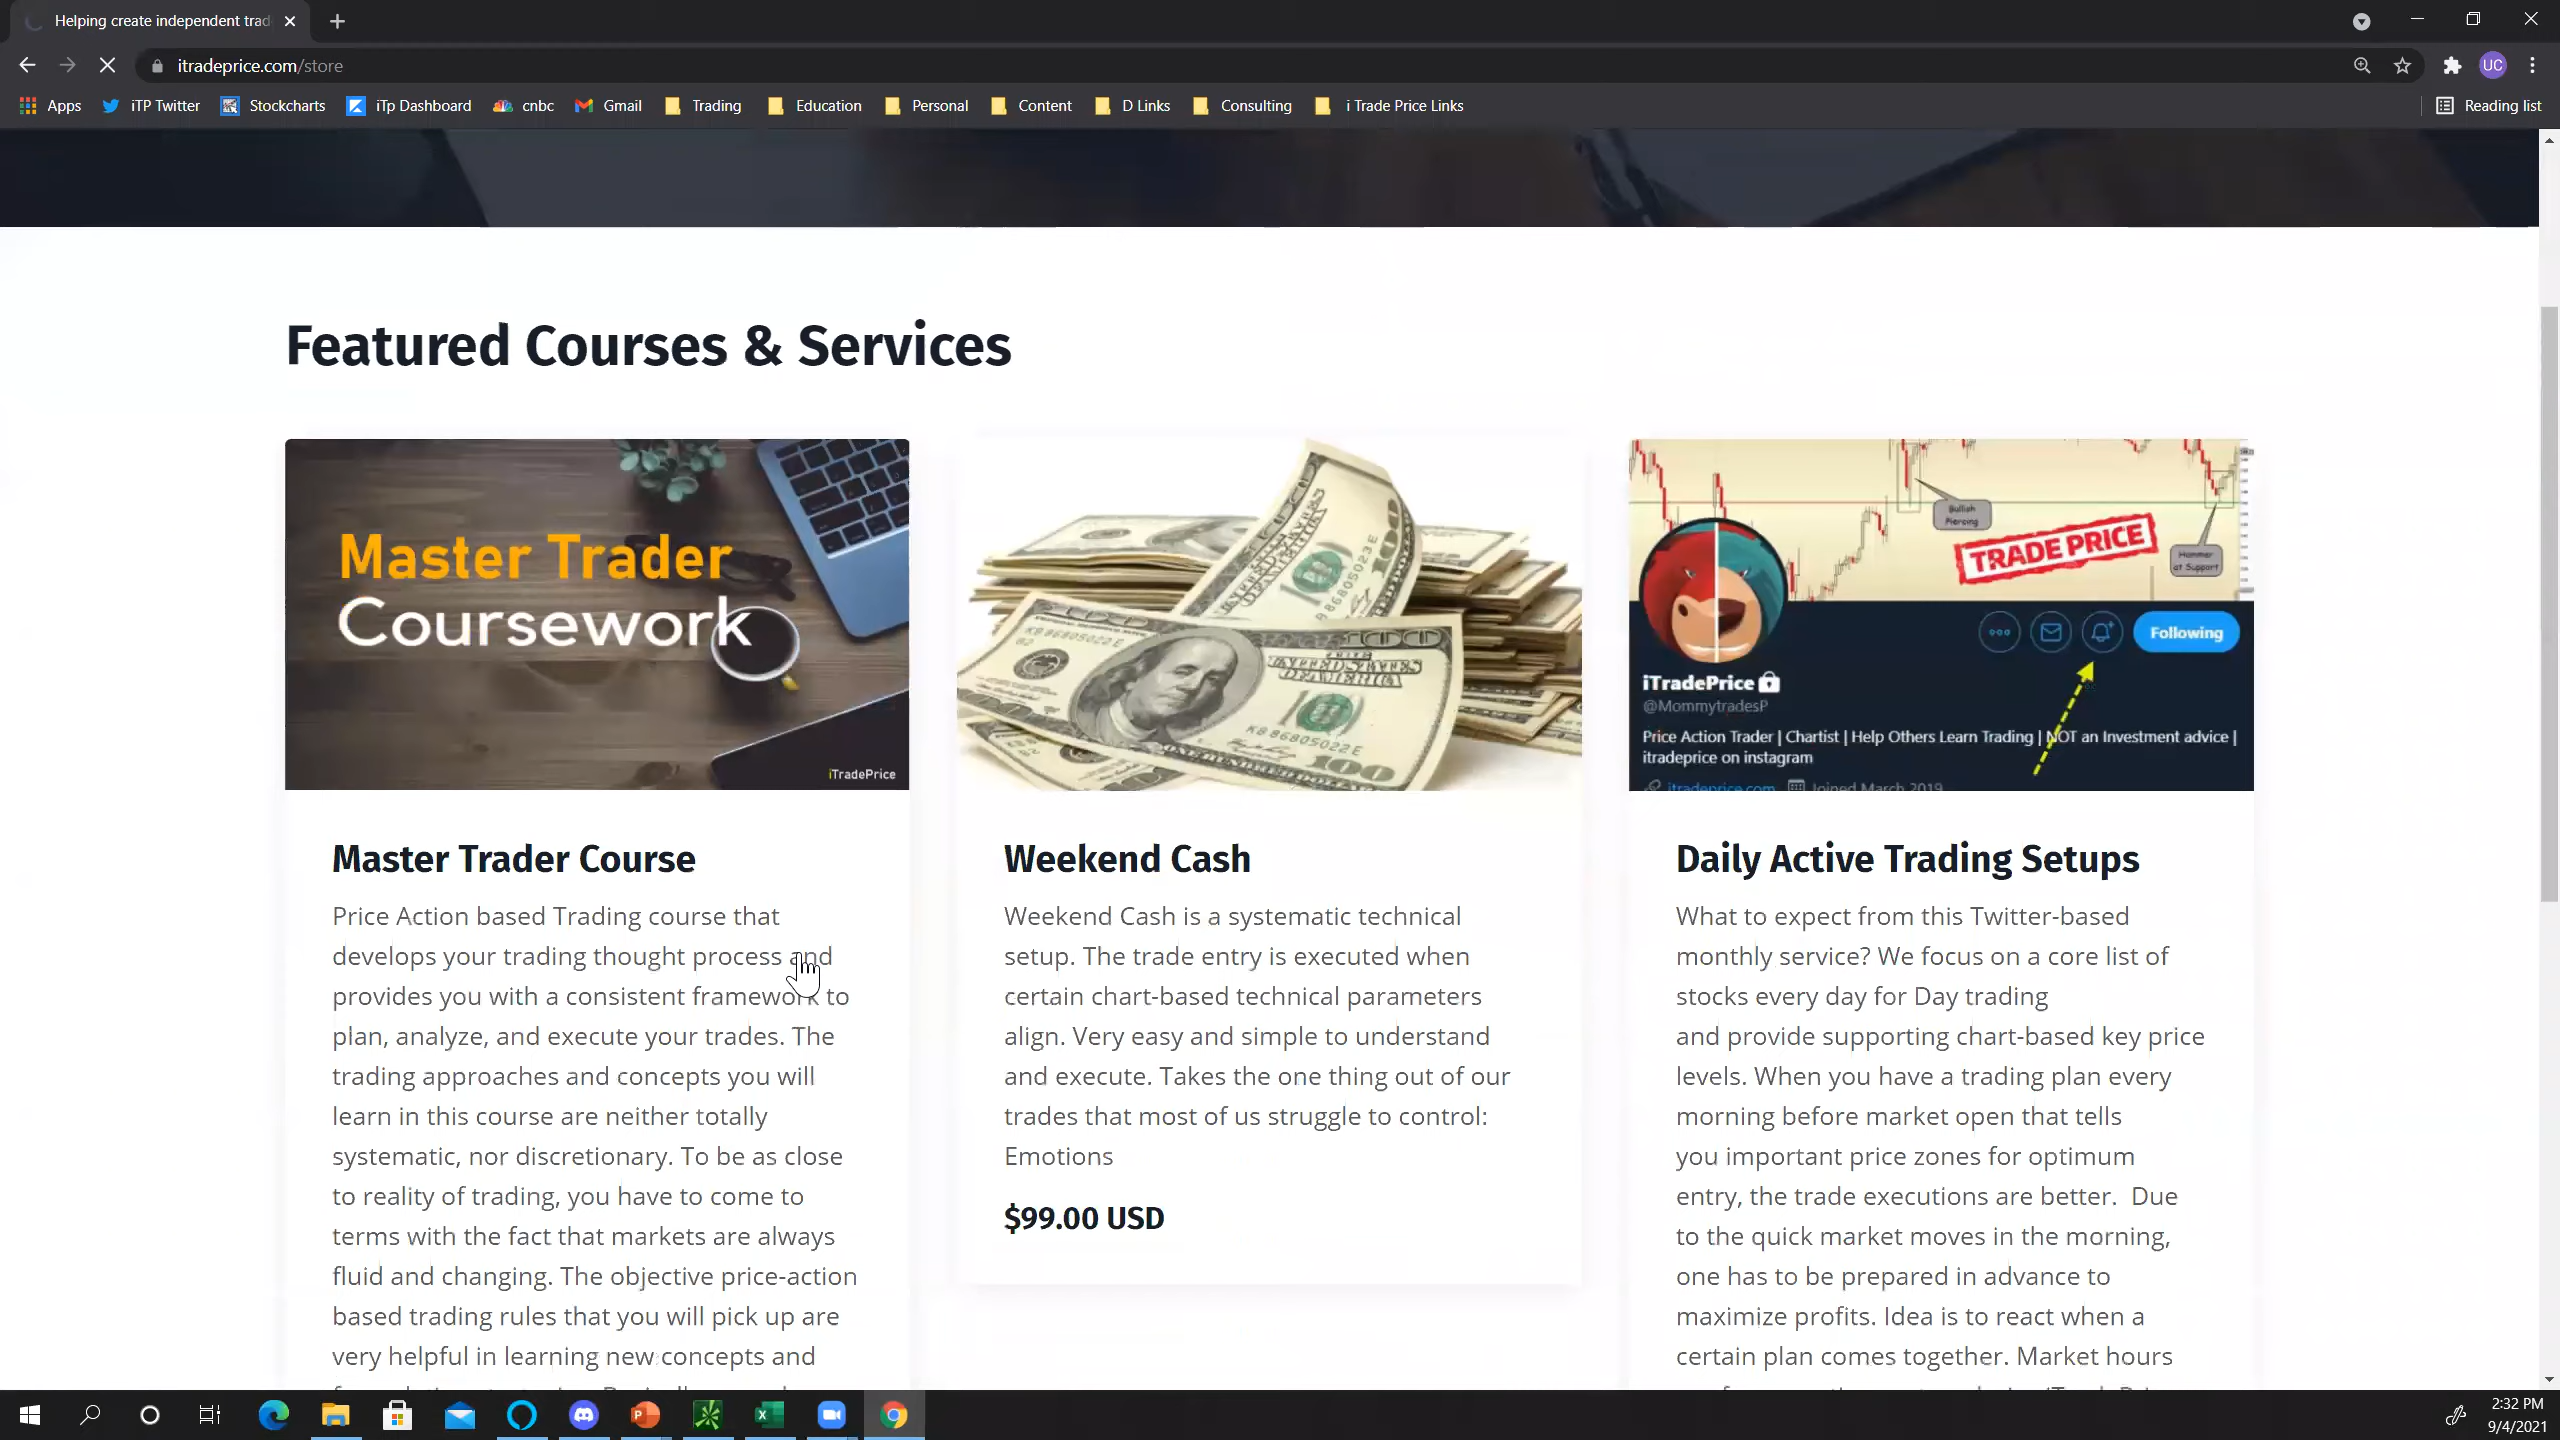 Helping create independent trad
itradeprice.com/store
UC
Apps iTP Twitter Stockcharts iTp Dashboard cnbc Gmail Trading Education Personal Content D Links Consulting i Trade Price Links Reading list
Featured Courses & Services
Master Trader
Coursework
iTradePrice
Bullish
Piercing
TRADE PRICE
Hammer
at Support
Following
iTradePrice
@MommytradesP
Price Action Trader | Chartist | Help Others Learn Trading | NOT an Investment advice |
itradeprice on instagram
itradeprice.com Joined March 2019
Master Trader Course
Price Action based Trading course that
develops your trading thought process and
provides you with a consistent framework to
plan, analyze, and execute your trades. The
trading approaches and concepts you will
learn in this course are neither totally
systematic, nor discretionary. To be as close
to reality of trading, you have to come to
terms with the fact that markets are always
fluid and changing. The objective price-action
based trading rules that you will pick up are
very helpful in learning new concepts and
Weekend Cash
Weekend Cash is a systematic technical
setup. The trade entry is executed when
certain chart-based technical parameters
align. Very easy and simple to understand
and execute. Takes the one thing out of our
trades that most of us struggle to control:
Emotions
$99.00 USD
Daily Active Trading Setups
What to expect from this Twitter-based
monthly service? We focus on a core list of
stocks every day for Day trading
and provide supporting chart-based key price
levels. When you have a trading plan every
morning before market open that tells
you important price zones for optimum
entry, the trade executions are better. Due
to the quick market moves in the morning,
one has to be prepared in advance to
maximize profits. Idea is to react when a
certain plan comes together. Market hours
2:32 PM
9/4/2021